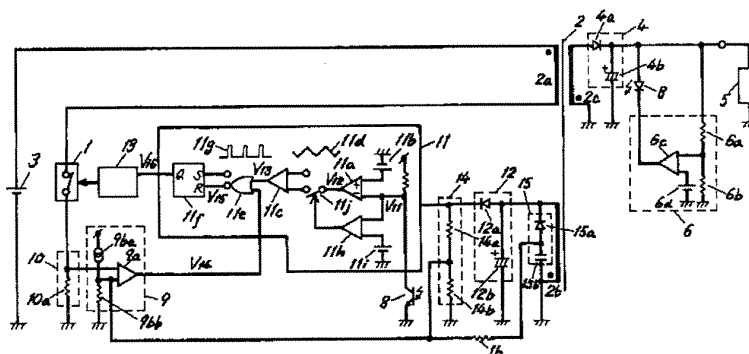 2
4a
4
11g
11d
11b
11
2a
4b
5
8
1
13
V16
Q
S
R
V13
11a
V12
11j
14
12
2c
6a
3
V15
11e
11c
V11
15
6c
11f
11h
14a
12a
15a
6d
6b
10
9ba
9a
V14
11i
12b
15b
6
10a
9bb
9
8
14b
2b
16